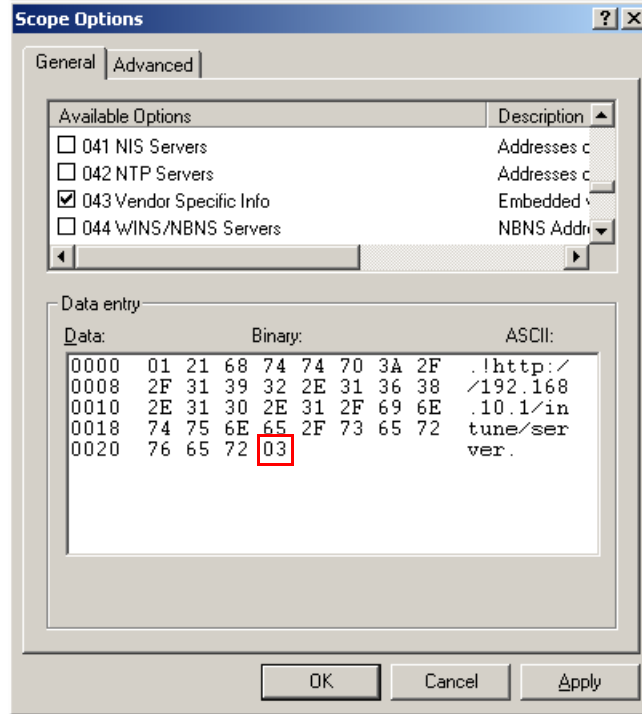 Scope Options
General Advanced
Available Options Description
041 NIS Servers Addresses o
042 NTP Servers Addresses o
043 Vendor Specific Info Embedded
044 WINS/NBNS Servers NBNS Addr
Data entry
Data: Binary: ASCII:
0000 01 21 68 74 74 70 3A 2F .!http:/
0008 2F 31 39 32 2E 31 36 38 /192.168
0010 2E 31 30 2E 31 2F 69 6E .10.1/in
0018 74 75 6E 65 2F 73 65 72 tune/ser
0020 76 65 72 03 ver.
OK Cancel Apply